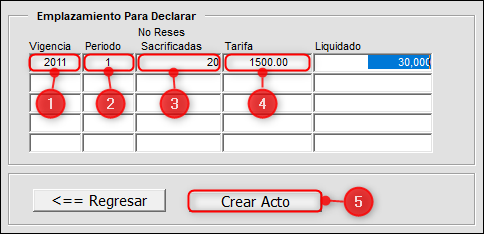 Emplazamiento Para Declarar
No Reses
Vigencia Periodo Sacrificadas Tarifa Liquidado
2011 1 20 1500.00 30,000
1 2 3 4
<== Regresar Crear Acto 5